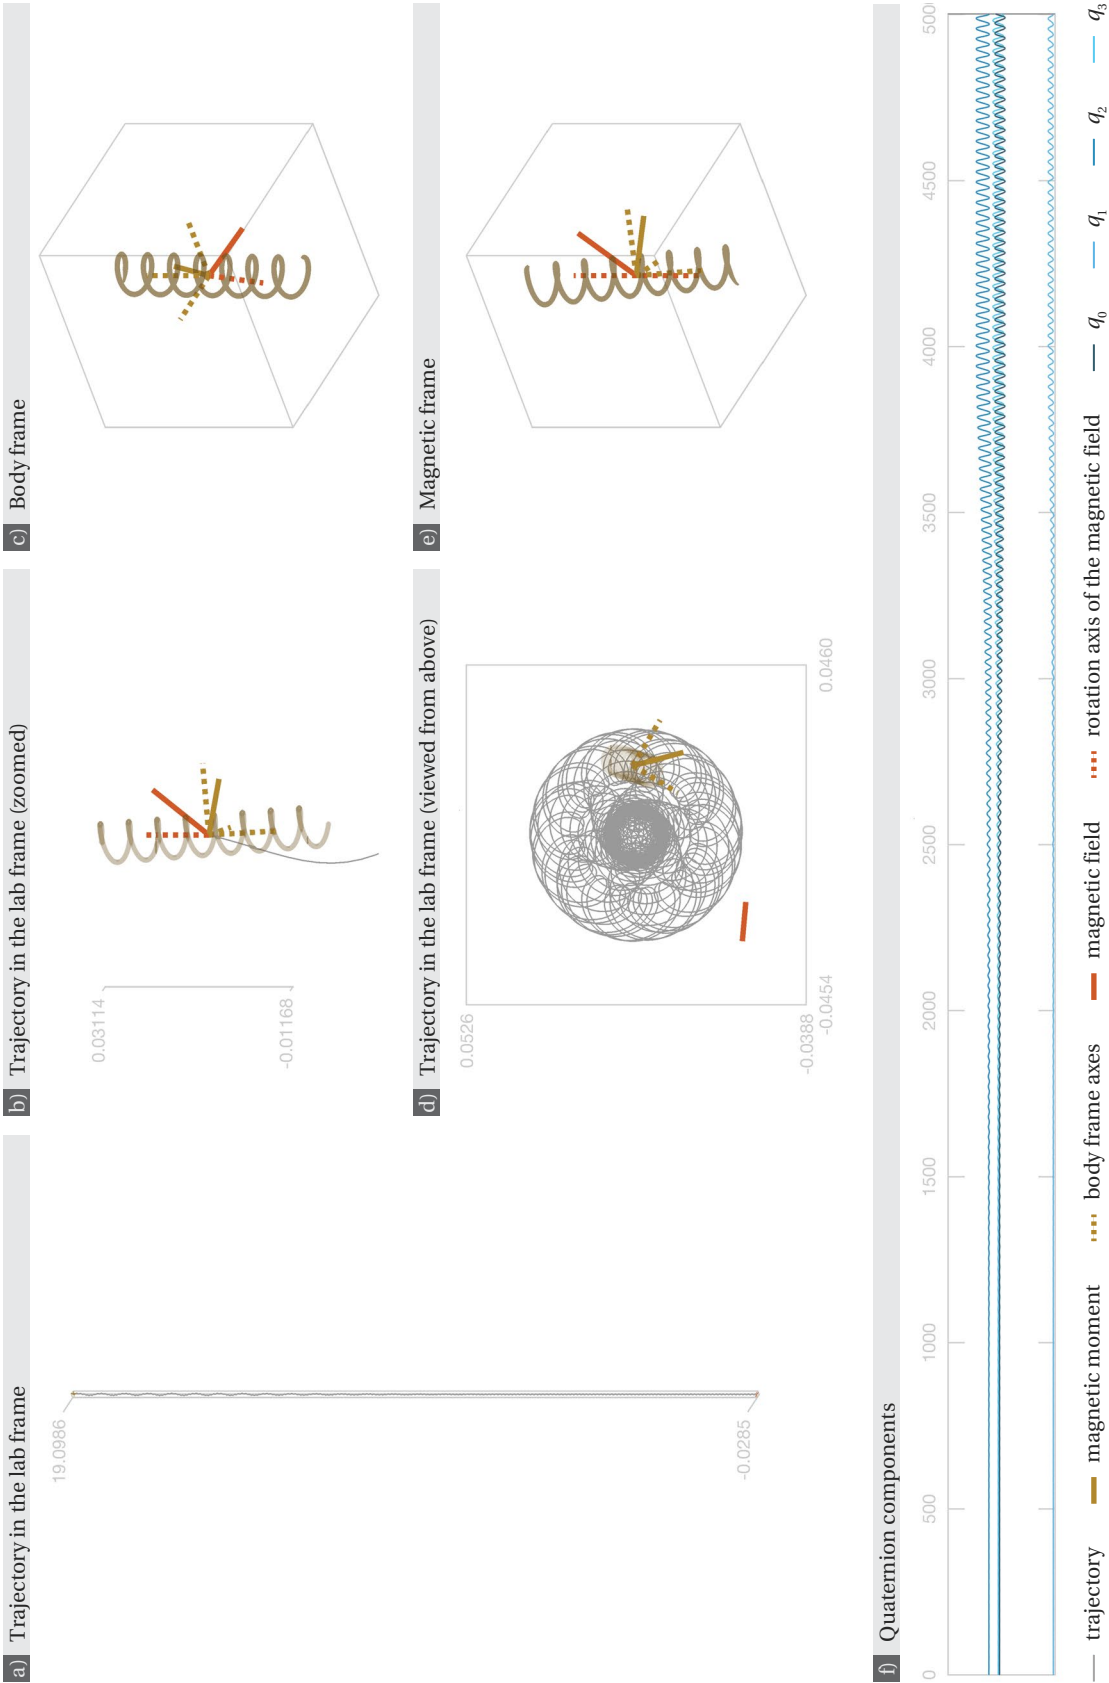 a) Trajectory in the lab frame
19.0986
-0.0285
b) Trajectory in the lab frame (zoomed)
0.03114
-0.01168
c) Body frame
d) Trajectory in the lab frame (viewed from above)
0.0526
-0.0388
-0.0454
0.0460
e) Magnetic frame
f) Quaternion components
0 500 1000 1500 2000 2500 3000 3500 4000 4500 500
trajectory magnetic moment body frame axes magnetic field rotation axis of the magnetic field q₀ q₁ q₂ q₃